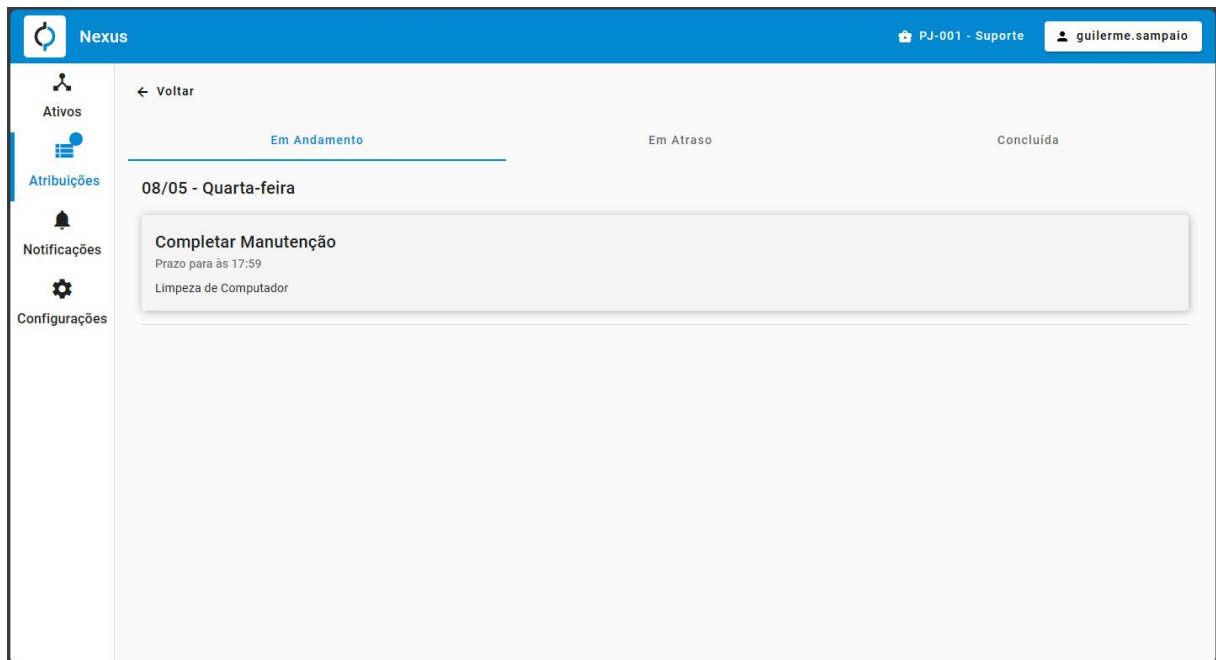 Nexus
PJ-001 - Suporte
guilerme.sampaio
Ativos
Atribuições
Notificações
Configurações
Voltar
Em Andamento
Em Atraso
Concluída
08/05 - Quarta-feira
Completar Manutenção
Prazo para às 17:59
Limpeza de Computador